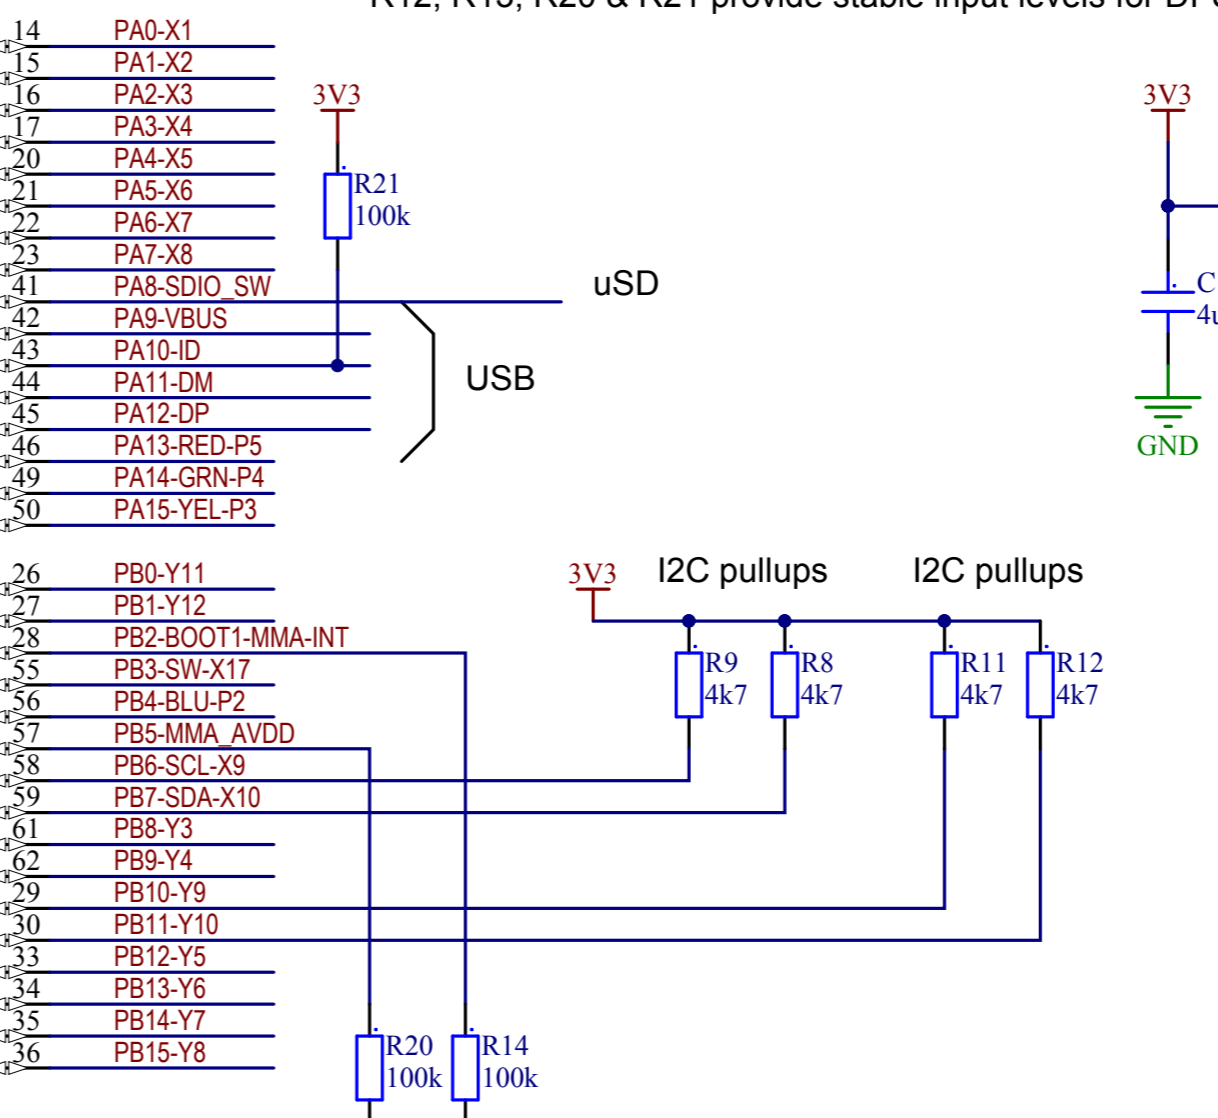 R12, R13, R20 & R21 provide stable input levels for
14 PA0-X1
15 PA1-X2
16 PA2-X3
17 PA3-X4
20 PA4-X5
21 PA5-X6
22 PA6-X7
23 PA7-X8
41 PA8-SDIO_SW
42 PA9-VBUS
43 PA10-ID
44 PA11-DM
45 PA12-DP
46 PA13-RED-P5
49 PA14-GRN-P4
50 PA15-YEL-P3
3V3
R21
100k
uSD
USB
3V3
C
4u
GND
26 PB0-Y11
27 PB1-Y12
28 PB2-BOOT1-MMA-INT
55 PB3-SW-X17
56 PB4-BLU-P2
57 PB5-MMA_AVDD
58 PB6-SCL-X9
59 PB7-SDA-X10
61 PB8-Y3
62 PB9-Y4
29 PB10-Y9
30 PB11-Y10
33 PB12-Y5
34 PB13-Y6
35 PB14-Y7
36 PB15-Y8
3V3
I2C pullups
I2C pullups
R9
4k7
R8
4k7
R11
4k7
R12
4k7
R20
100k
R14
100k